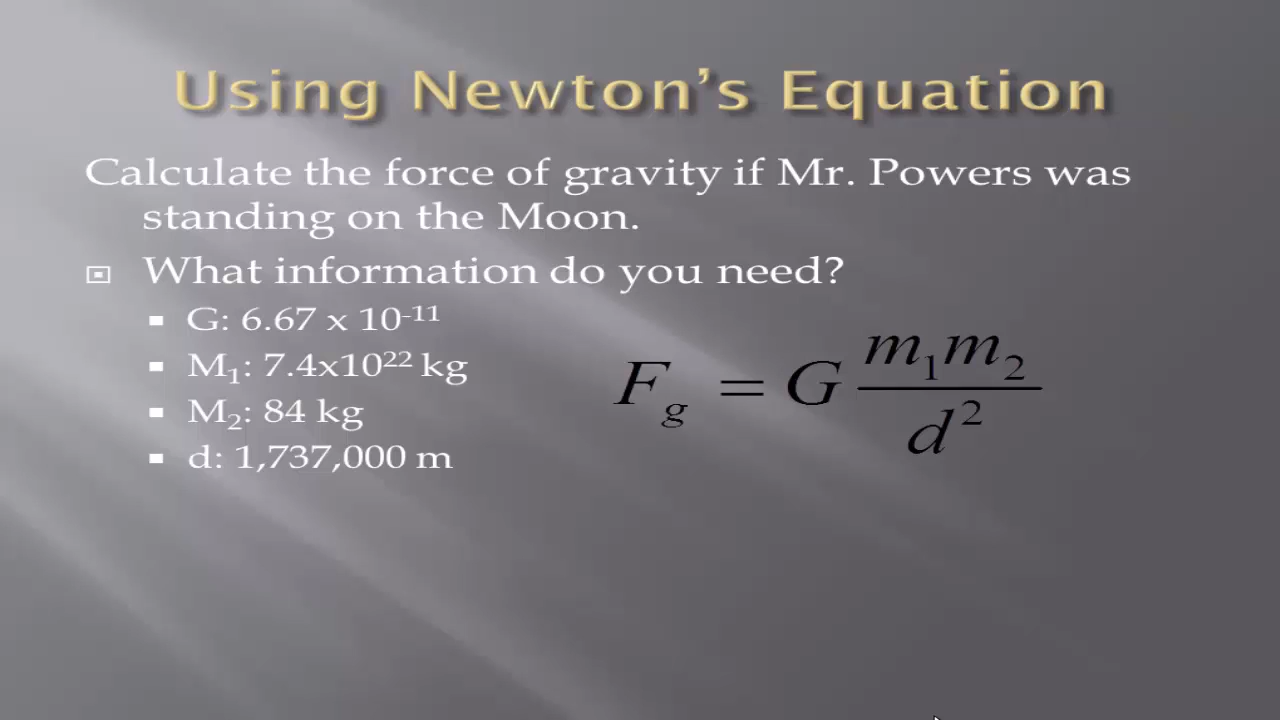 Using Newton’s Equation
Calculate the force of gravity if Mr. Powers was
standing on the Moon.
What information do you need?
G: 6.67 x 10⁻¹¹
M₁: 7.4x10²² kg
M₂: 84 kg
d: 1,737,000 m
F_g = G m₁m₂ / d²